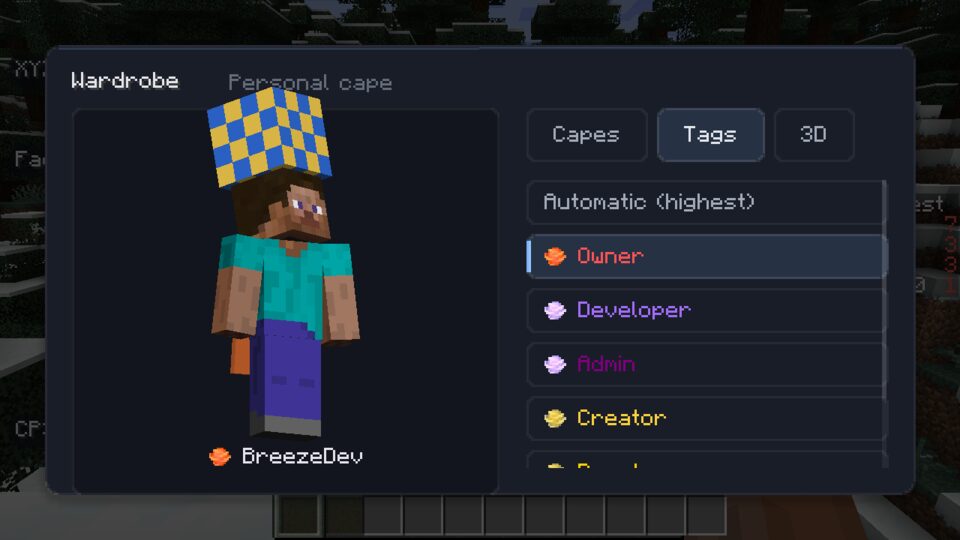 Wardrobe
Personal cape
Capes
Tags
3D
Automatic (highest)
Owner
Developer
Admin
Creator
BreezeDev